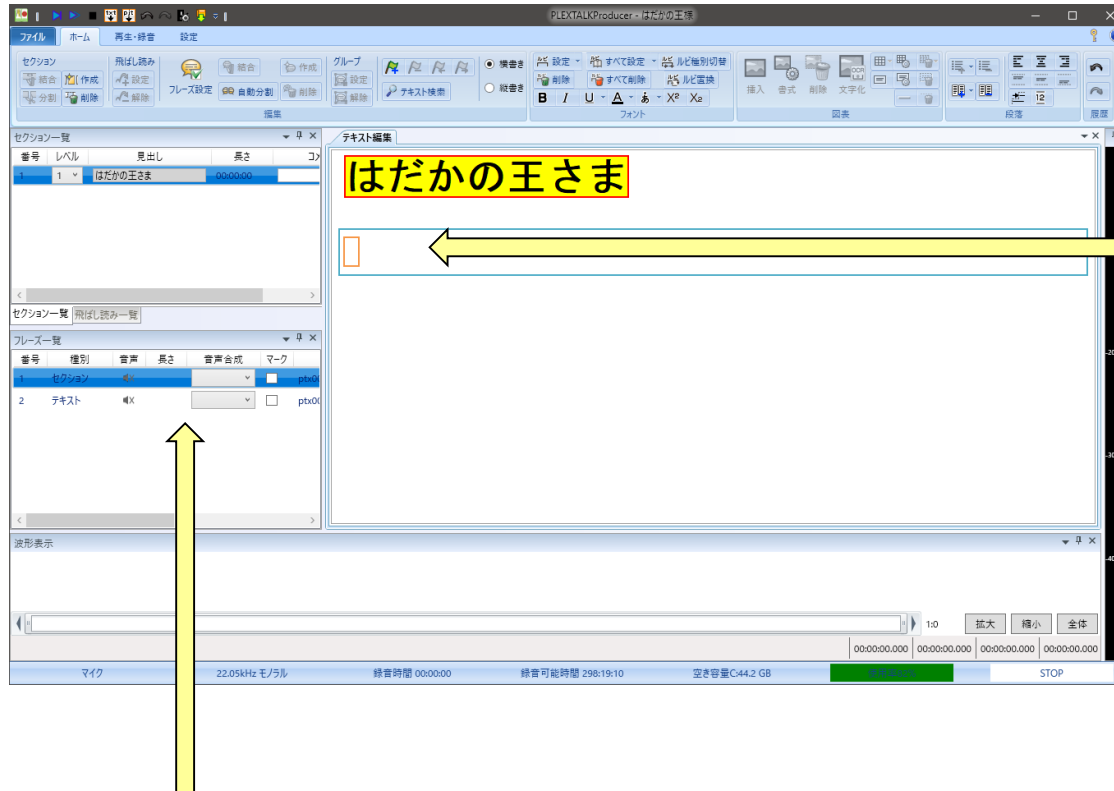 PLEXTALKProducer - はだかの王様
ファイル ホーム 再生・録音 設定
セクション 飛ばし読み グループ
結合 作成 設定 フレーズ設定 結合 作成 設定 横書き 設定 すべて設定 ルビ種別切替
分割 削除 解除 自動分割 削除 解除 テキスト検索 縦書き 削除 すべて削除 ルビ置換 挿入 書式 削除 文字化
B I U A あ X² X₂ 12
編集 フォント 図表 段落 履歴
セクション一覧
番号 レベル 見出し 長さ コメ
1 1 はだかの王さま 00:00:00
セクション一覧 飛ばし読み一覧
フレーズ一覧
番号 種別 音声 長さ 音声合成 マーク
1 セクション ptx00
2 テキスト ptx00
テキスト編集
はだかの王さま
-20
-30
-40
波形表示
1:0 拡大 縮小 全体
00:00:00.000 00:00:00.000 00:00:00.000 00:00:00.000
マイク 22.05kHz モノラル 録音時間 00:00:00 録音可能時間 298:19:10 空き容量C:44.2 GB STOP